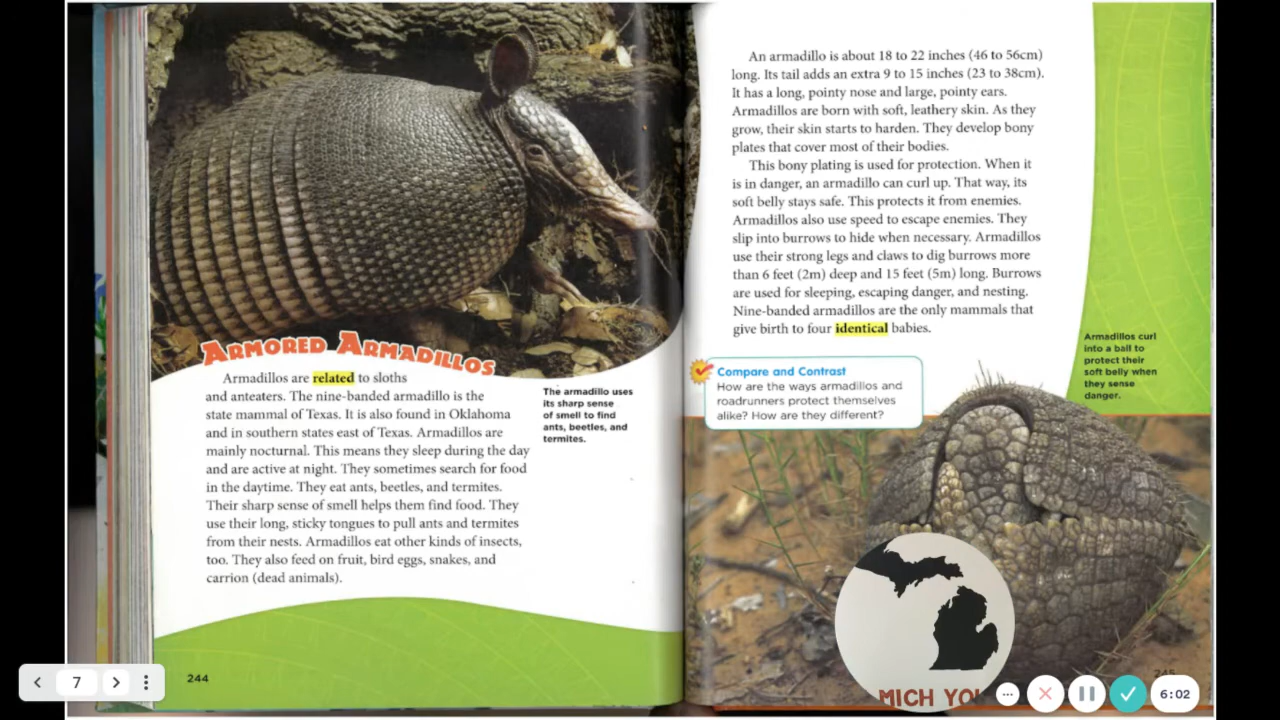 ARMORED ARMADILLOS
Armadillos are related to sloths
and anteaters. The nine-banded armadillo is the
state mammal of Texas. It is also found in Oklahoma
and in southern states east of Texas. Armadillos are
mainly nocturnal. This means they sleep during the day
and are active at night. They sometimes search for food
in the daytime. They eat ants, beetles, and termites.
Their sharp sense of smell helps them find food. They
use their long, sticky tongues to pull ants and termites
from their nests. Armadillos eat other kinds of insects,
too. They also feed on fruit, bird eggs, snakes, and
carrion (dead animals).
The armadillo uses
its sharp sense
of smell to find
ants, beetles, and
termites.
244
An armadillo is about 18 to 22 inches (46 to 56cm)
long. Its tail adds an extra 9 to 15 inches (23 to 38cm).
It has a long, pointy nose and large, pointy ears.
Armadillos are born with soft, leathery skin. As they
grow, their skin starts to harden. They develop bony
plates that cover most of their bodies.
This bony plating is used for protection. When it
is in danger, an armadillo can curl up. That way, its
soft belly stays safe. This protects it from enemies.
Armadillos also use speed to escape enemies. They
slip into burrows to hide when necessary. Armadillos
use their strong legs and claws to dig burrows more
than 6 feet (2m) deep and 15 feet (5m) long. Burrows
are used for sleeping, escaping danger, and nesting.
Nine-banded armadillos are the only mammals that
give birth to four identical babies.
Compare and Contrast
How are the ways armadillos and
roadrunners protect themselves
alike? How are they different?
Armadillos curl
into a ball to
protect their
soft belly when
they sense
danger.
245
MICH YO
7
6:02